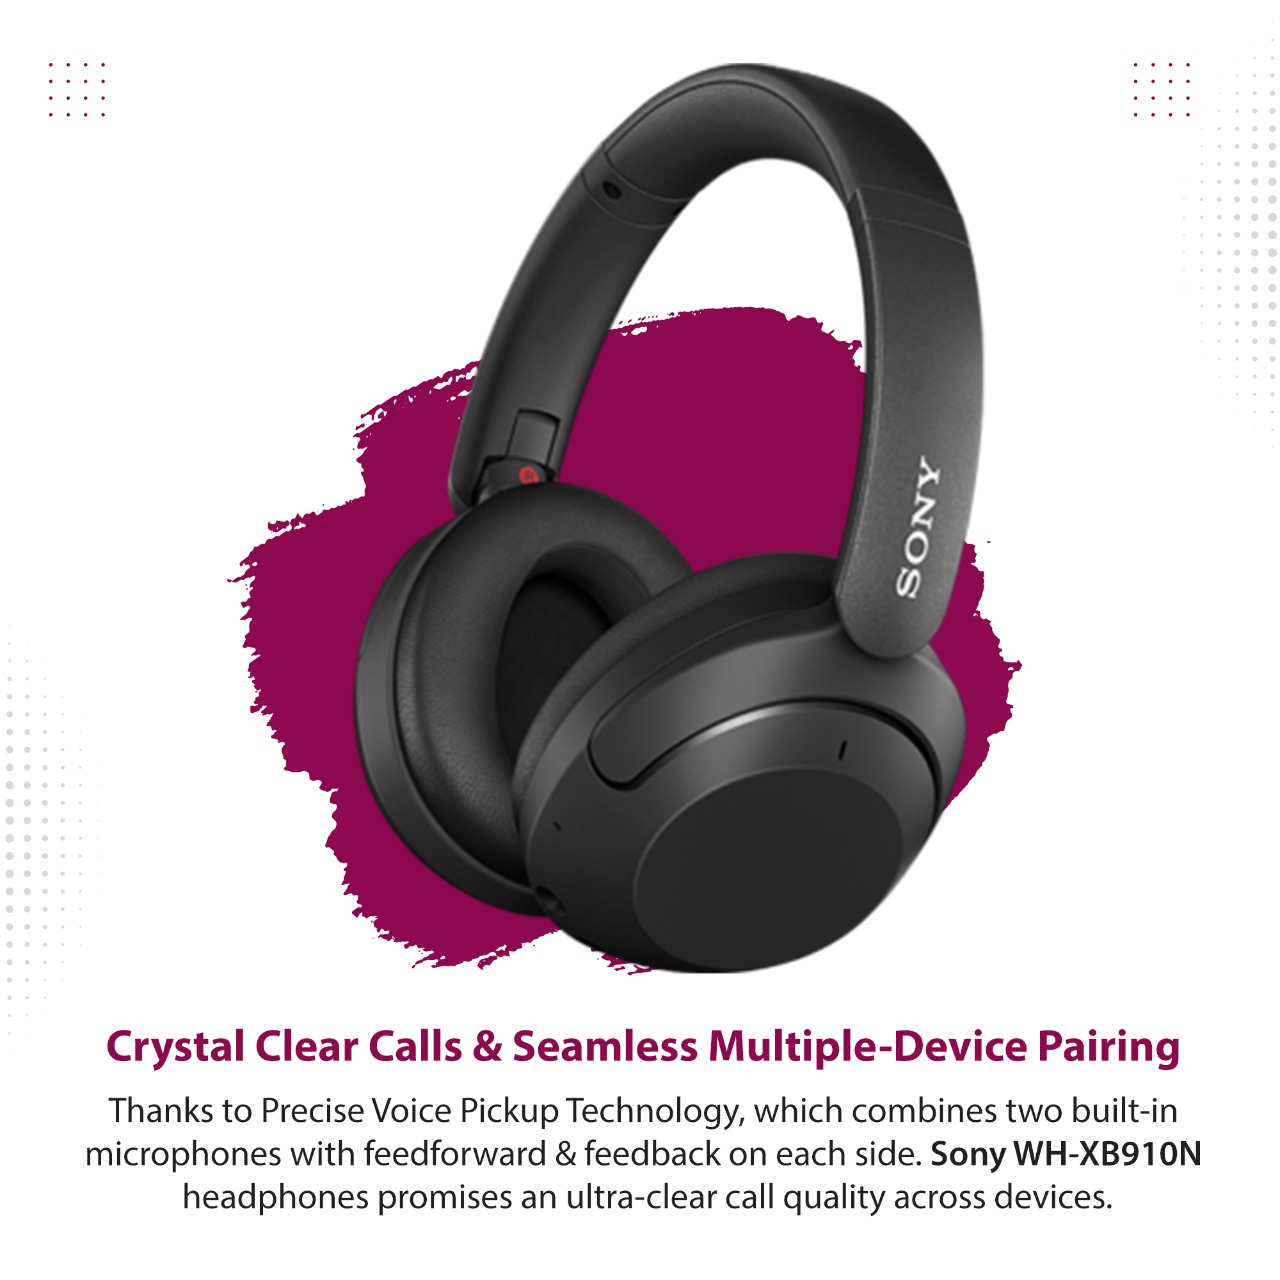 SONY
Crystal Clear Calls & Seamless Multiple-Device Pairing
Thanks to Precise Voice Pickup Technology, which combines two built-in
microphones with feedforward & feedback on each side. Sony WH-XB910N
headphones promises an ultra-clear call quality across devices.